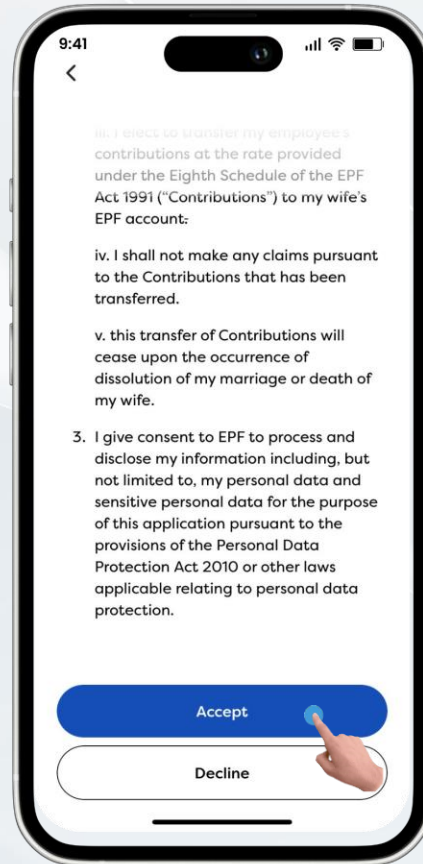 9:41
iii. I elect to transfer my employee's
contributions at the rate provided
under the Eighth Schedule of the EPF
Act 1991 ("Contributions") to my wife's
EPF account.
iv. I shall not make any claims pursuant
to the Contributions that has been
transferred.
v. this transfer of Contributions will
cease upon the occurrence of
dissolution of my marriage or death of
my wife.
3. I give consent to EPF to process and
disclose my information including, but
not limited to, my personal data and
sensitive personal data for the purpose
of this application pursuant to the
provisions of the Personal Data
Protection Act 2010 or other laws
applicable relating to personal data
protection.
Accept
Decline